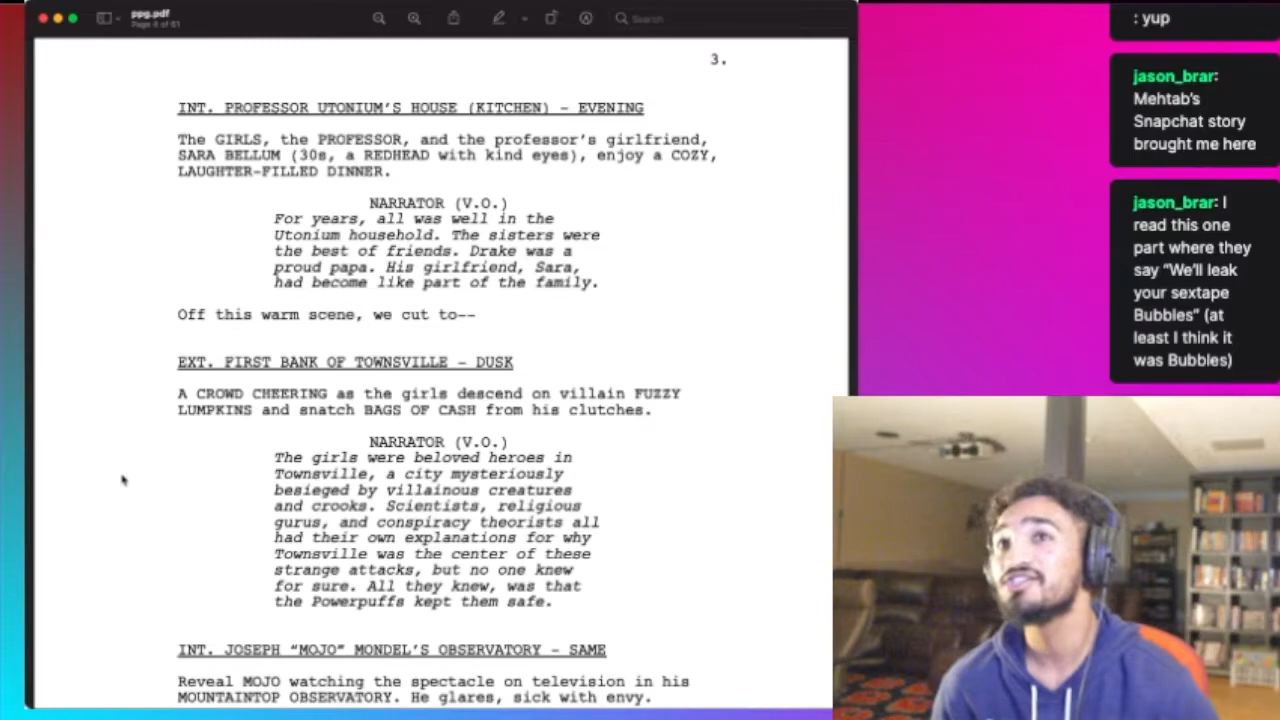 ppg.pdf
Page 4 of 61
Search
3.
INT. PROFESSOR UTONIUM'S HOUSE (KITCHEN) - EVENING
The GIRLS, the PROFESSOR, and the professor's girlfriend,
SARA BELLUM (30s, a REDHEAD with kind eyes), enjoy a COZY,
LAUGHTER-FILLED DINNER.
NARRATOR (V.O.)
For years, all was well in the
Utonium household. The sisters were
the best of friends. Drake was a
proud papa. His girlfriend, Sara,
had become like part of the family.
Off this warm scene, we cut to--
EXT. FIRST BANK OF TOWNSVILLE - DUSK
A CROWD CHEERING as the girls descend on villain FUZZY
LUMPKINS and snatch BAGS OF CASH from his clutches.
NARRATOR (V.O.)
The girls were beloved heroes in
Townsville, a city mysteriously
besieged by villainous creatures
and crooks. Scientists, religious
gurus, and conspiracy theorists all
had their own explanations for why
Townsville was the center of these
strange attacks, but no one knew
for sure. All they knew, was that
the Powerpuffs kept them safe.
INT. JOSEPH “MOJO” MONDEL'S OBSERVATORY - SAME
Reveal MOJO watching the spectacle on television in his
MOUNTAINTOP OBSERVATORY. He glares, sick with envy.
: yup
jason_brar:
Mehtab's
Snapchat story
brought me here
jason_brar: I
read this one
part where they
say “We'll leak
your sextape
Bubbles” (at
least I think it
was Bubbles)